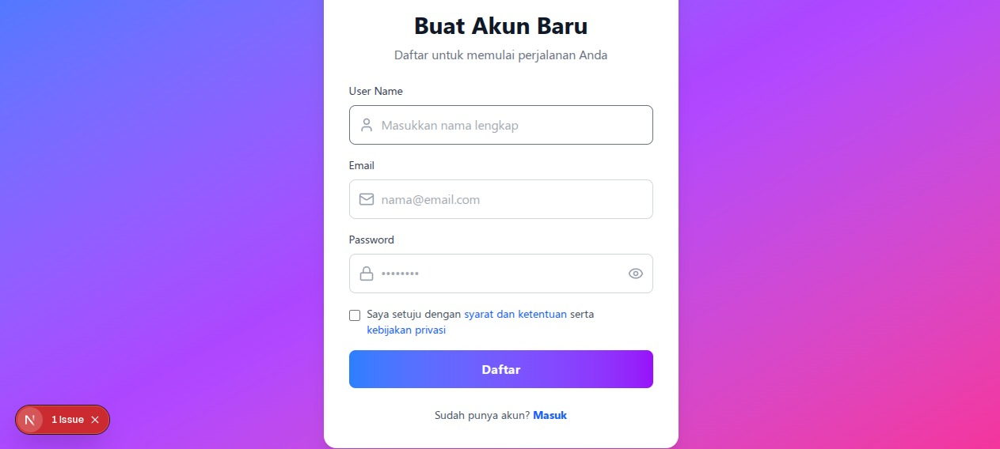 Buat Akun Baru
Daftar untuk memulai perjalanan Anda
User Name
Masukkan nama lengkap
Email
nama@email.com
Password
••••••••
Saya setuju dengan syarat dan ketentuan serta
kebijakan privasi
Daftar
Sudah punya akun? Masuk
N 1 Issue